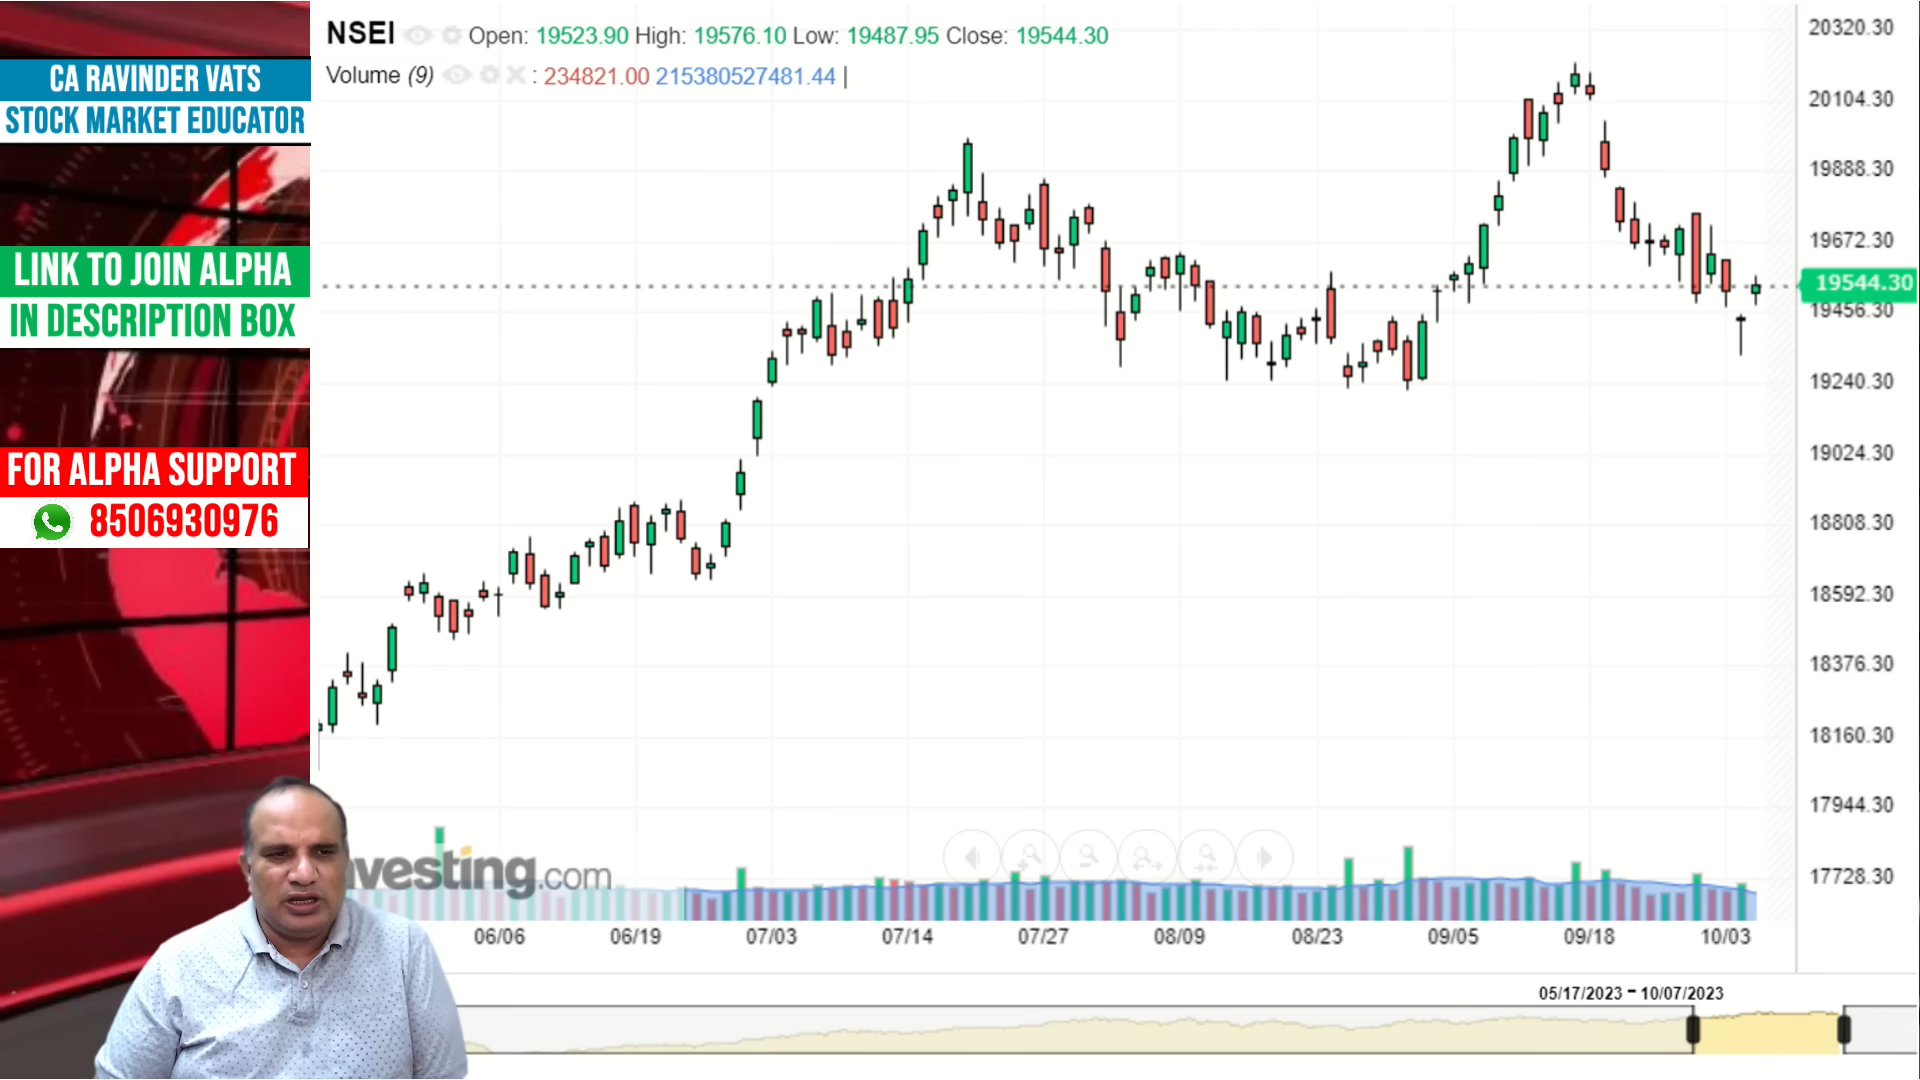 CA RAVINDER VATS
STOCK MARKET EDUCATOR
LINK TO JOIN ALPHA
IN DESCRIPTION BOX
FOR ALPHA SUPPORT
8506930976
NSEI Open: 19523.90 High: 19576.10 Low: 19487.95 Close: 19544.30
Volume (9) : 234821.00 215380527481.44
20320.30
20104.30
19888.30
19672.30
19544.30
19456.30
19240.30
19024.30
18808.30
18592.30
18376.30
18160.30
17944.30
17728.30
nvesting.com
06/06 06/19 07/03 07/14 07/27 08/09 08/23 09/05 09/18 10/03
05/17/2023 - 10/07/2023